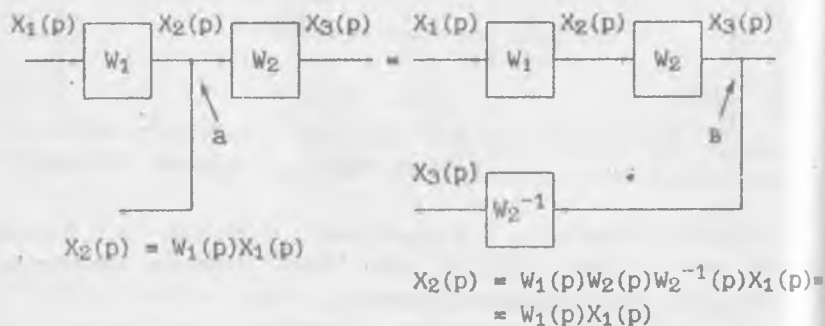 X₁(p) X₂(p) X₃(p) X₁(p) X₂(p) X₃(p)
W₁ W₂ = W₁ W₂
а в
X₃(p)
W₂⁻¹
X₂(p) = W₁(p)X₁(p)
X₂(p) = W₁(p)W₂(p)W₂⁻¹(p)X₁(p)=
= W₁(p)X₁(p)